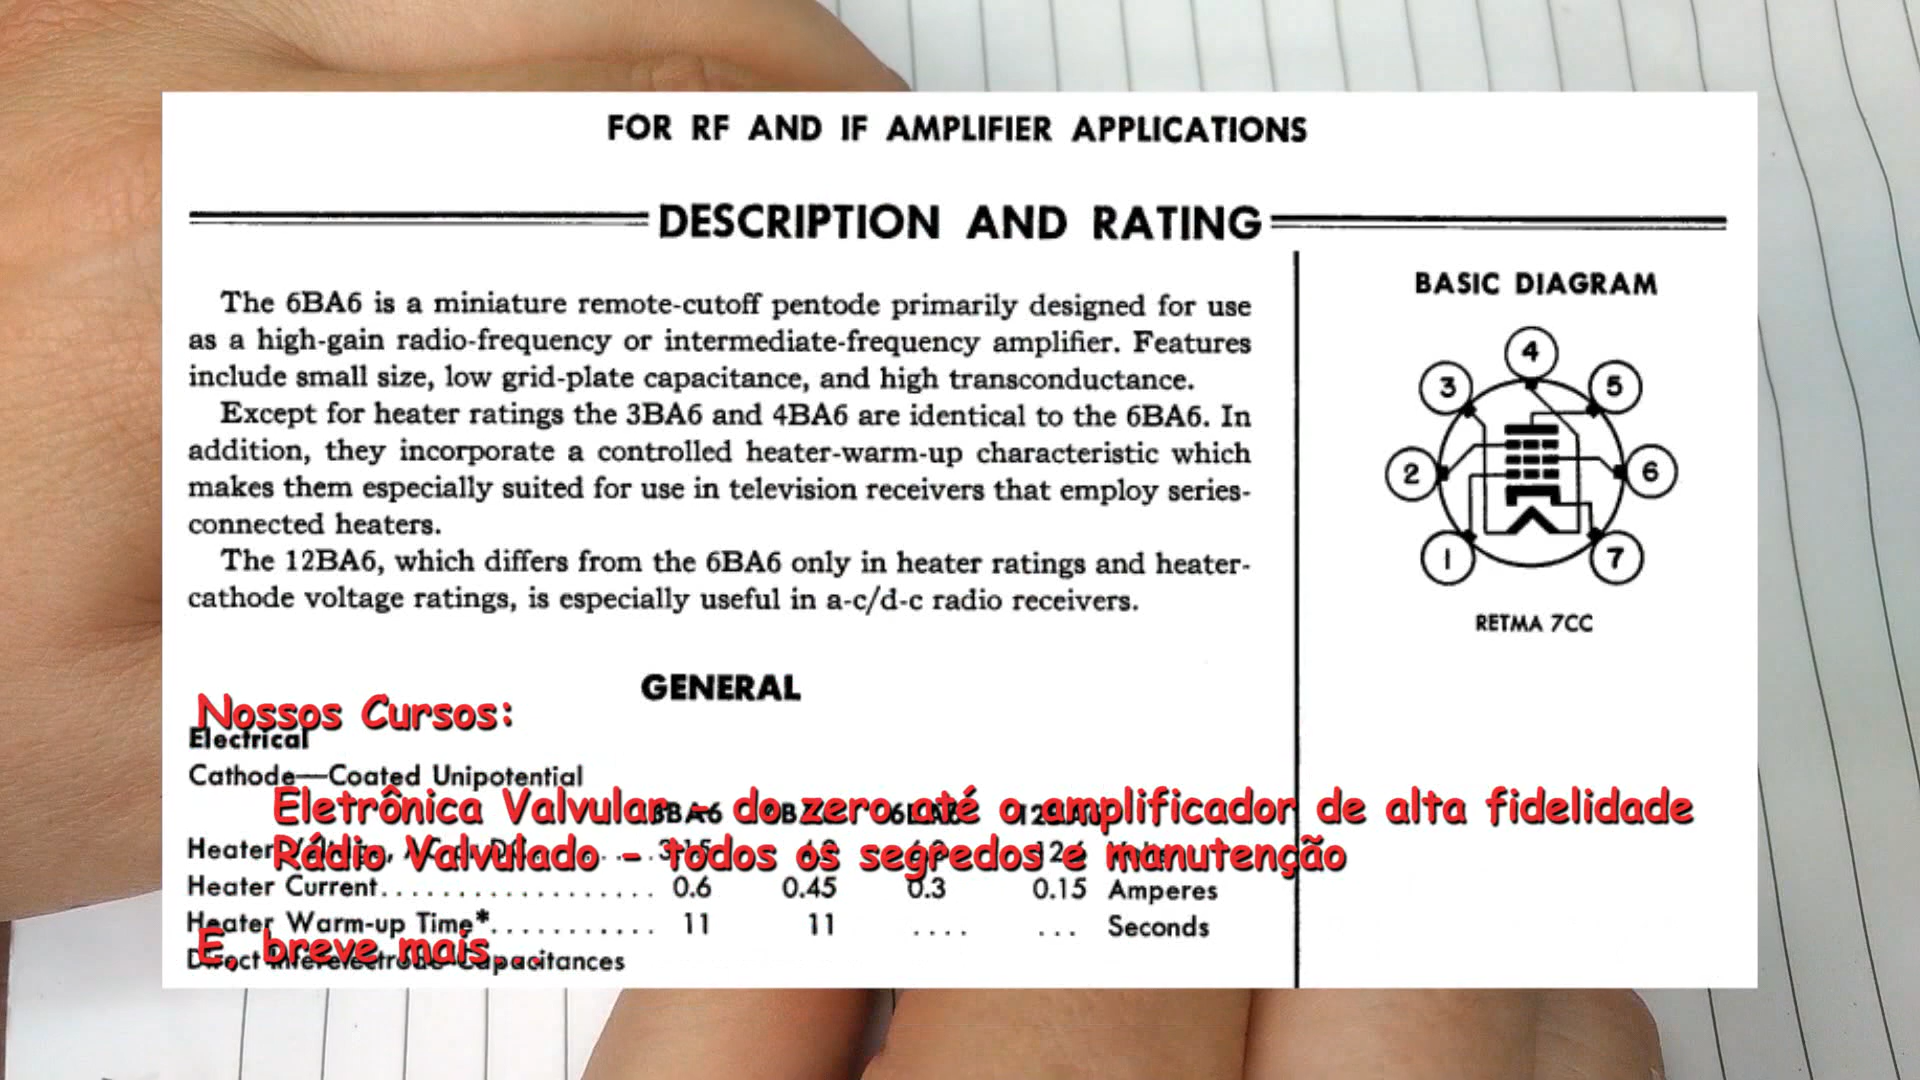 FOR RF AND IF AMPLIFIER APPLICATIONS
DESCRIPTION AND RATING
The 6BA6 is a miniature remote-cutoff pentode primarily designed for use
as a high-gain radio-frequency or intermediate-frequency amplifier. Features
include small size, low grid-plate capacitance, and high transconductance.
Except for heater ratings the 3BA6 and 4BA6 are identical to the 6BA6. In
addition, they incorporate a controlled heater-warm-up characteristic which
makes them especially suited for use in television receivers that employ series-
connected heaters.
The 12BA6, which differs from the 6BA6 only in heater ratings and heater-
cathode voltage ratings, is especially useful in a-c/d-c radio receivers.
BASIC DIAGRAM
4
3 5
2 6
1 7
RETMA 7CC
GENERAL
Nossos Cursos:
Electrical
Cathode—Coated Unipotential
Eletrônica Valvular - do zero até o amplificador de alta fidelidade
Rádio Valvulado - todos os segredos e manutenção
Heater Current.................. 0.6 0.45 0.3 0.15 Amperes
Heater Warm-up Time*........... 11 11 .... ... Seconds
E, breve mais...
Capacitances